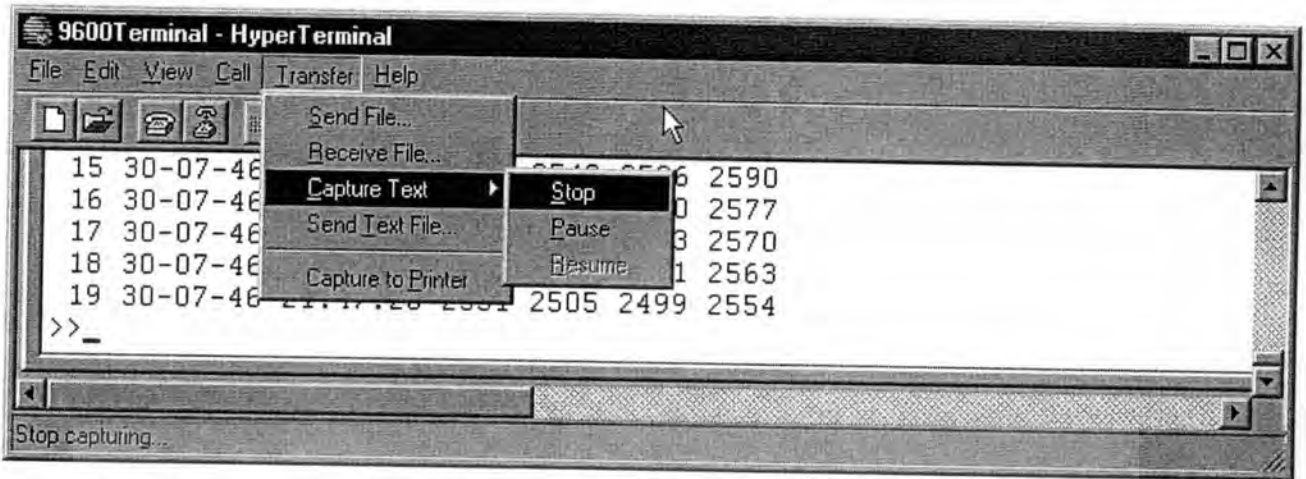 9600Terminal - HyperTerminal
File Edit View Call Transfer Help
Send File...
Receive File...
Capture Text
Send Text File...
Capture to Printer
Stop
Pause
Resume
15 30-07-46 2590
16 30-07-46 2577
17 30-07-46 2570
18 30-07-46 2563
19 30-07-46 2505 2499 2554
>>_
Stop capturing...